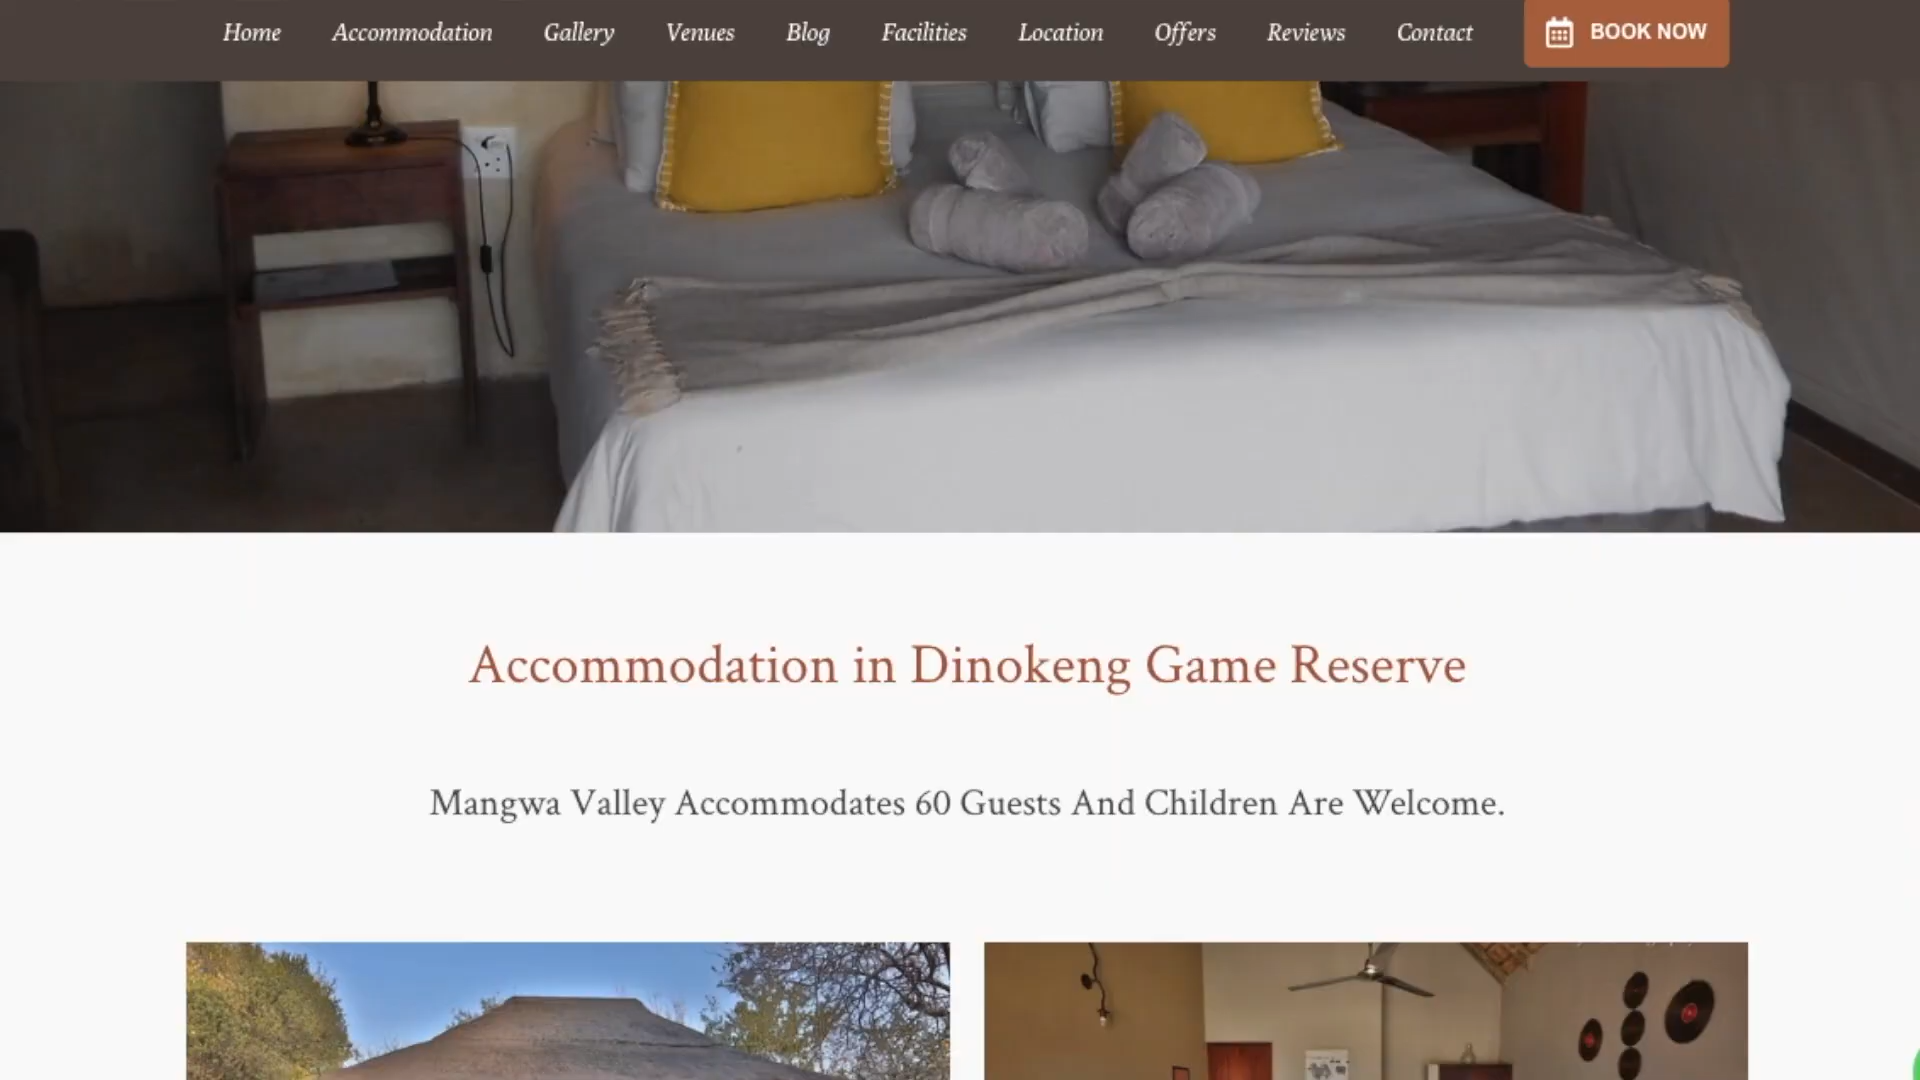 Home Accommodation Gallery Venues Blog Facilities Location Offers Reviews Contact BOOK NOW
Accommodation in Dinokeng Game Reserve
Mangwa Valley Accommodates 60 Guests And Children Are Welcome.